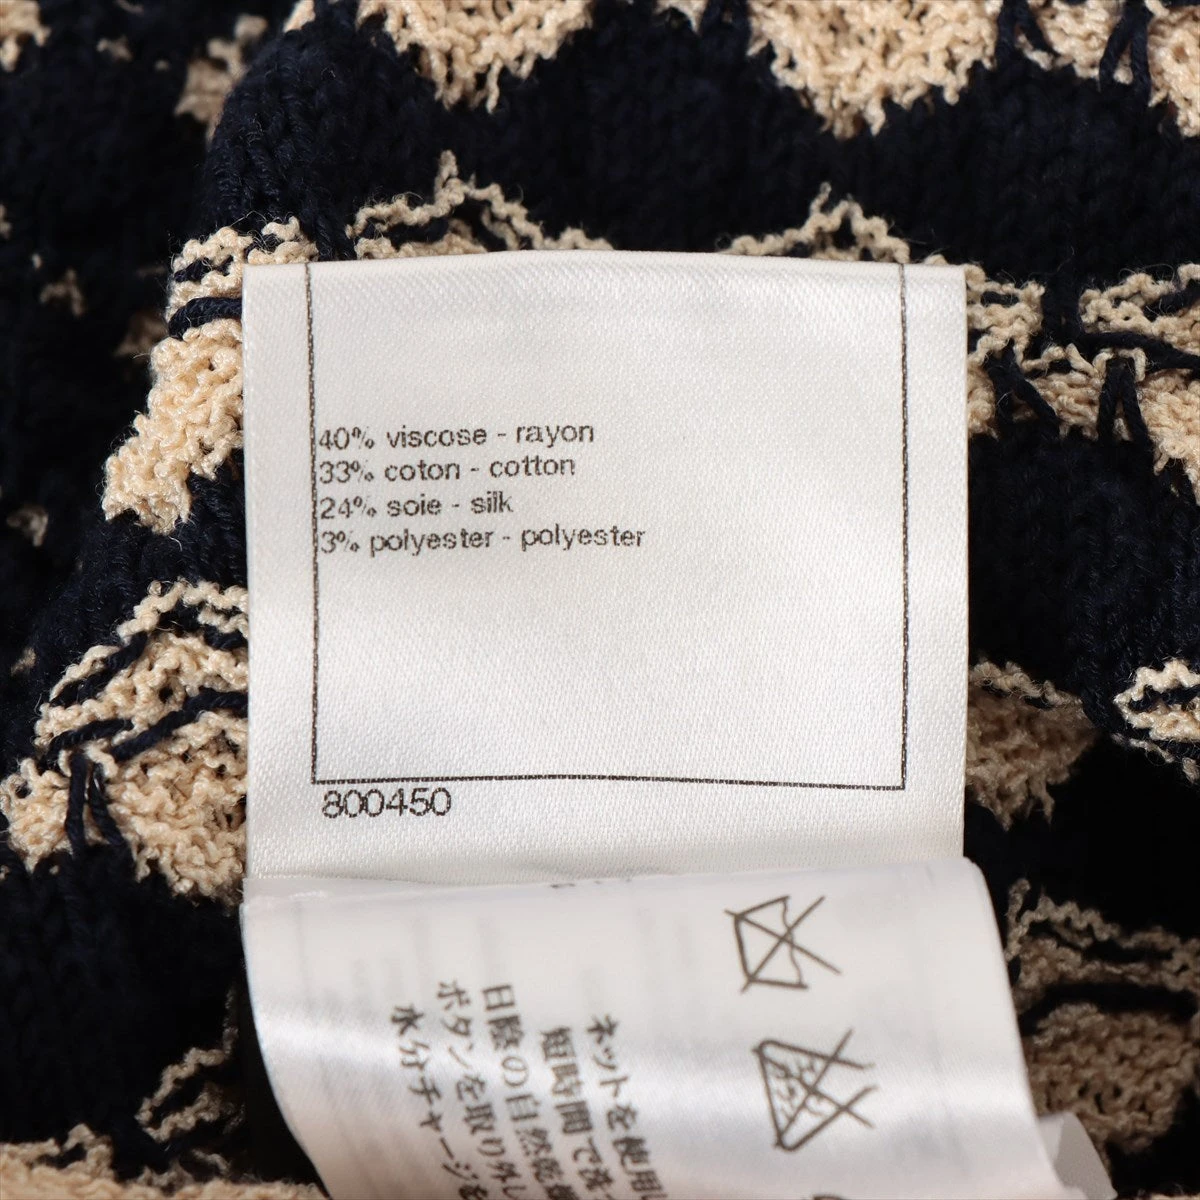 40% viscose - rayon
33% coton - cotton
24% soie - silk
3% polyester - polyester
800450
ネットを使用
短時間で洗
日陰の自然乾燥
ボタンを取り外し
水分チャージを